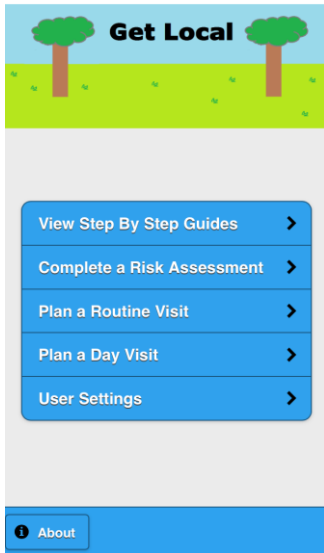 Get Local
View Step By Step Guides
Complete a Risk Assessment
Plan a Routine Visit
Plan a Day Visit
User Settings
About